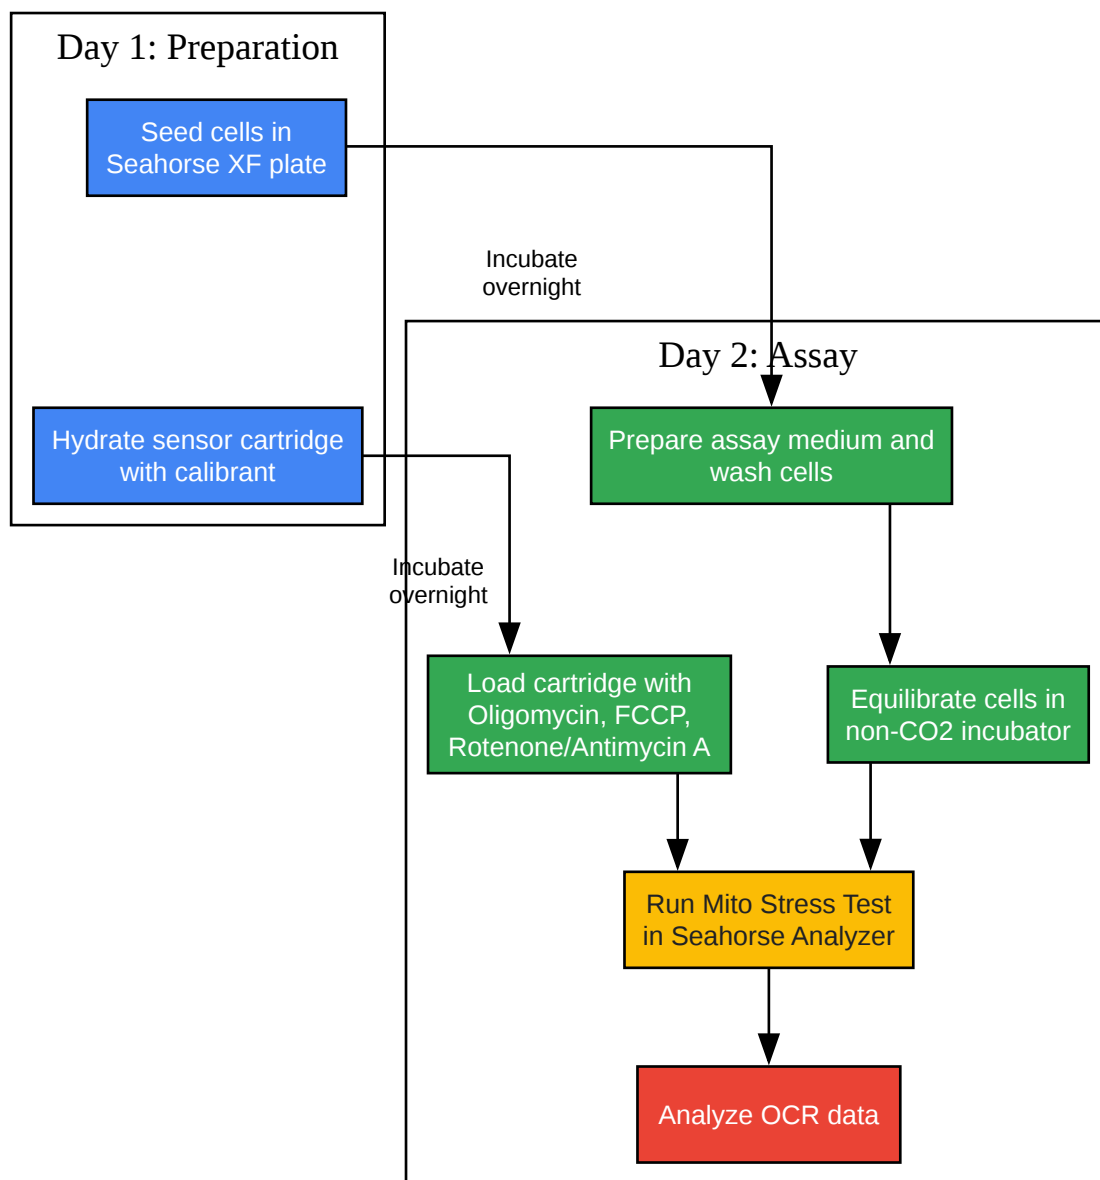 Day 1: Preparation
Seed cells in
Seahorse XF plate
Incubate
overnight
Day 2: Assay
Hydrate sensor cartridge
with calibrant
Prepare assay medium and
wash cells
Incubate
overnight
Load cartridge with
Oligomycin, FCCP,
Rotenone/Antimycin A
Equilibrate cells in
non-CO2 incubator
Run Mito Stress Test
in Seahorse Analyzer
Analyze OCR data